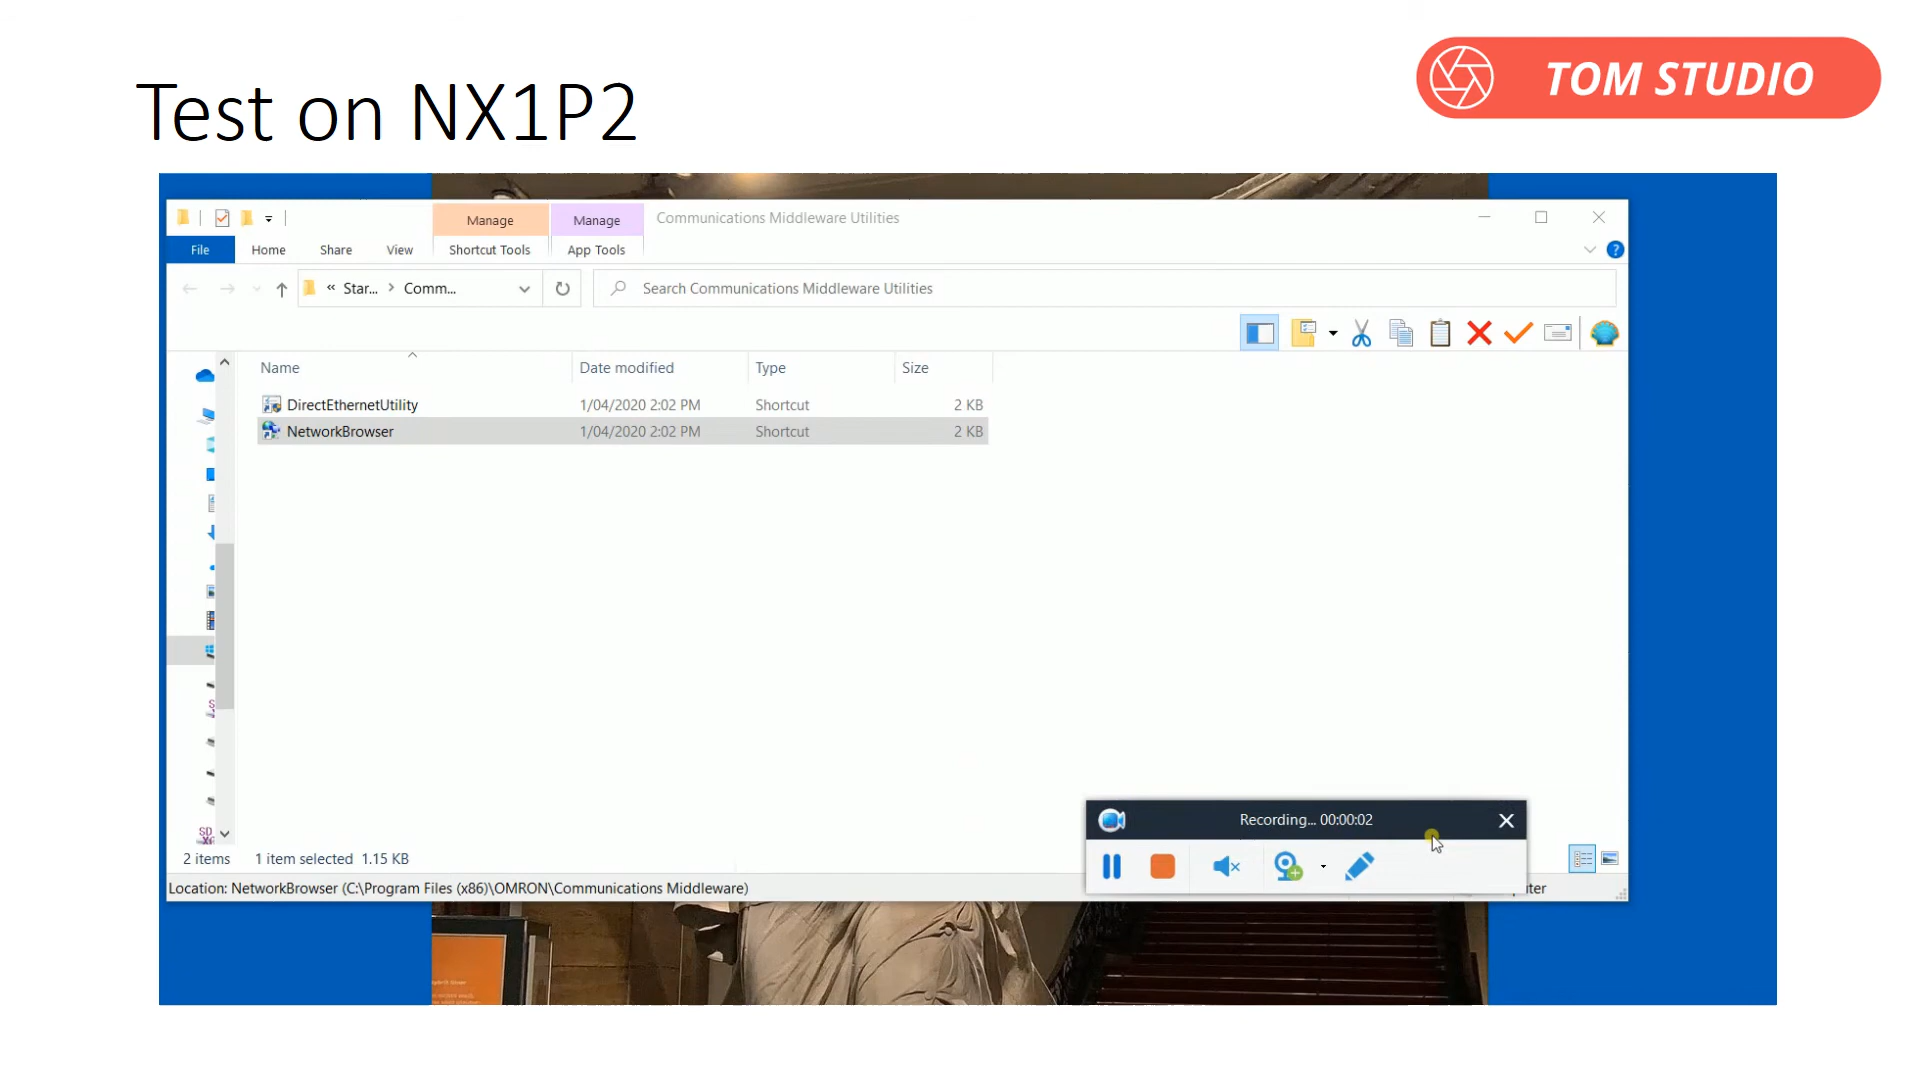 Test on NX1P2
TOM STUDIO
Manage
Manage
Communications Middleware Utilities
File
Home
Share
View
Shortcut Tools
App Tools
« Star... > Comm...
Search Communications Middleware Utilities
Name
Date modified
Type
Size
DirectEthernetUtility
1/04/2020 2:02 PM
Shortcut
2 KB
NetworkBrowser
1/04/2020 2:02 PM
Shortcut
2 KB
Recording... 00:00:02
2 items
1 item selected 1.15 KB
Location: NetworkBrowser (C:\Program Files (x86)\OMRON\Communications Middleware)